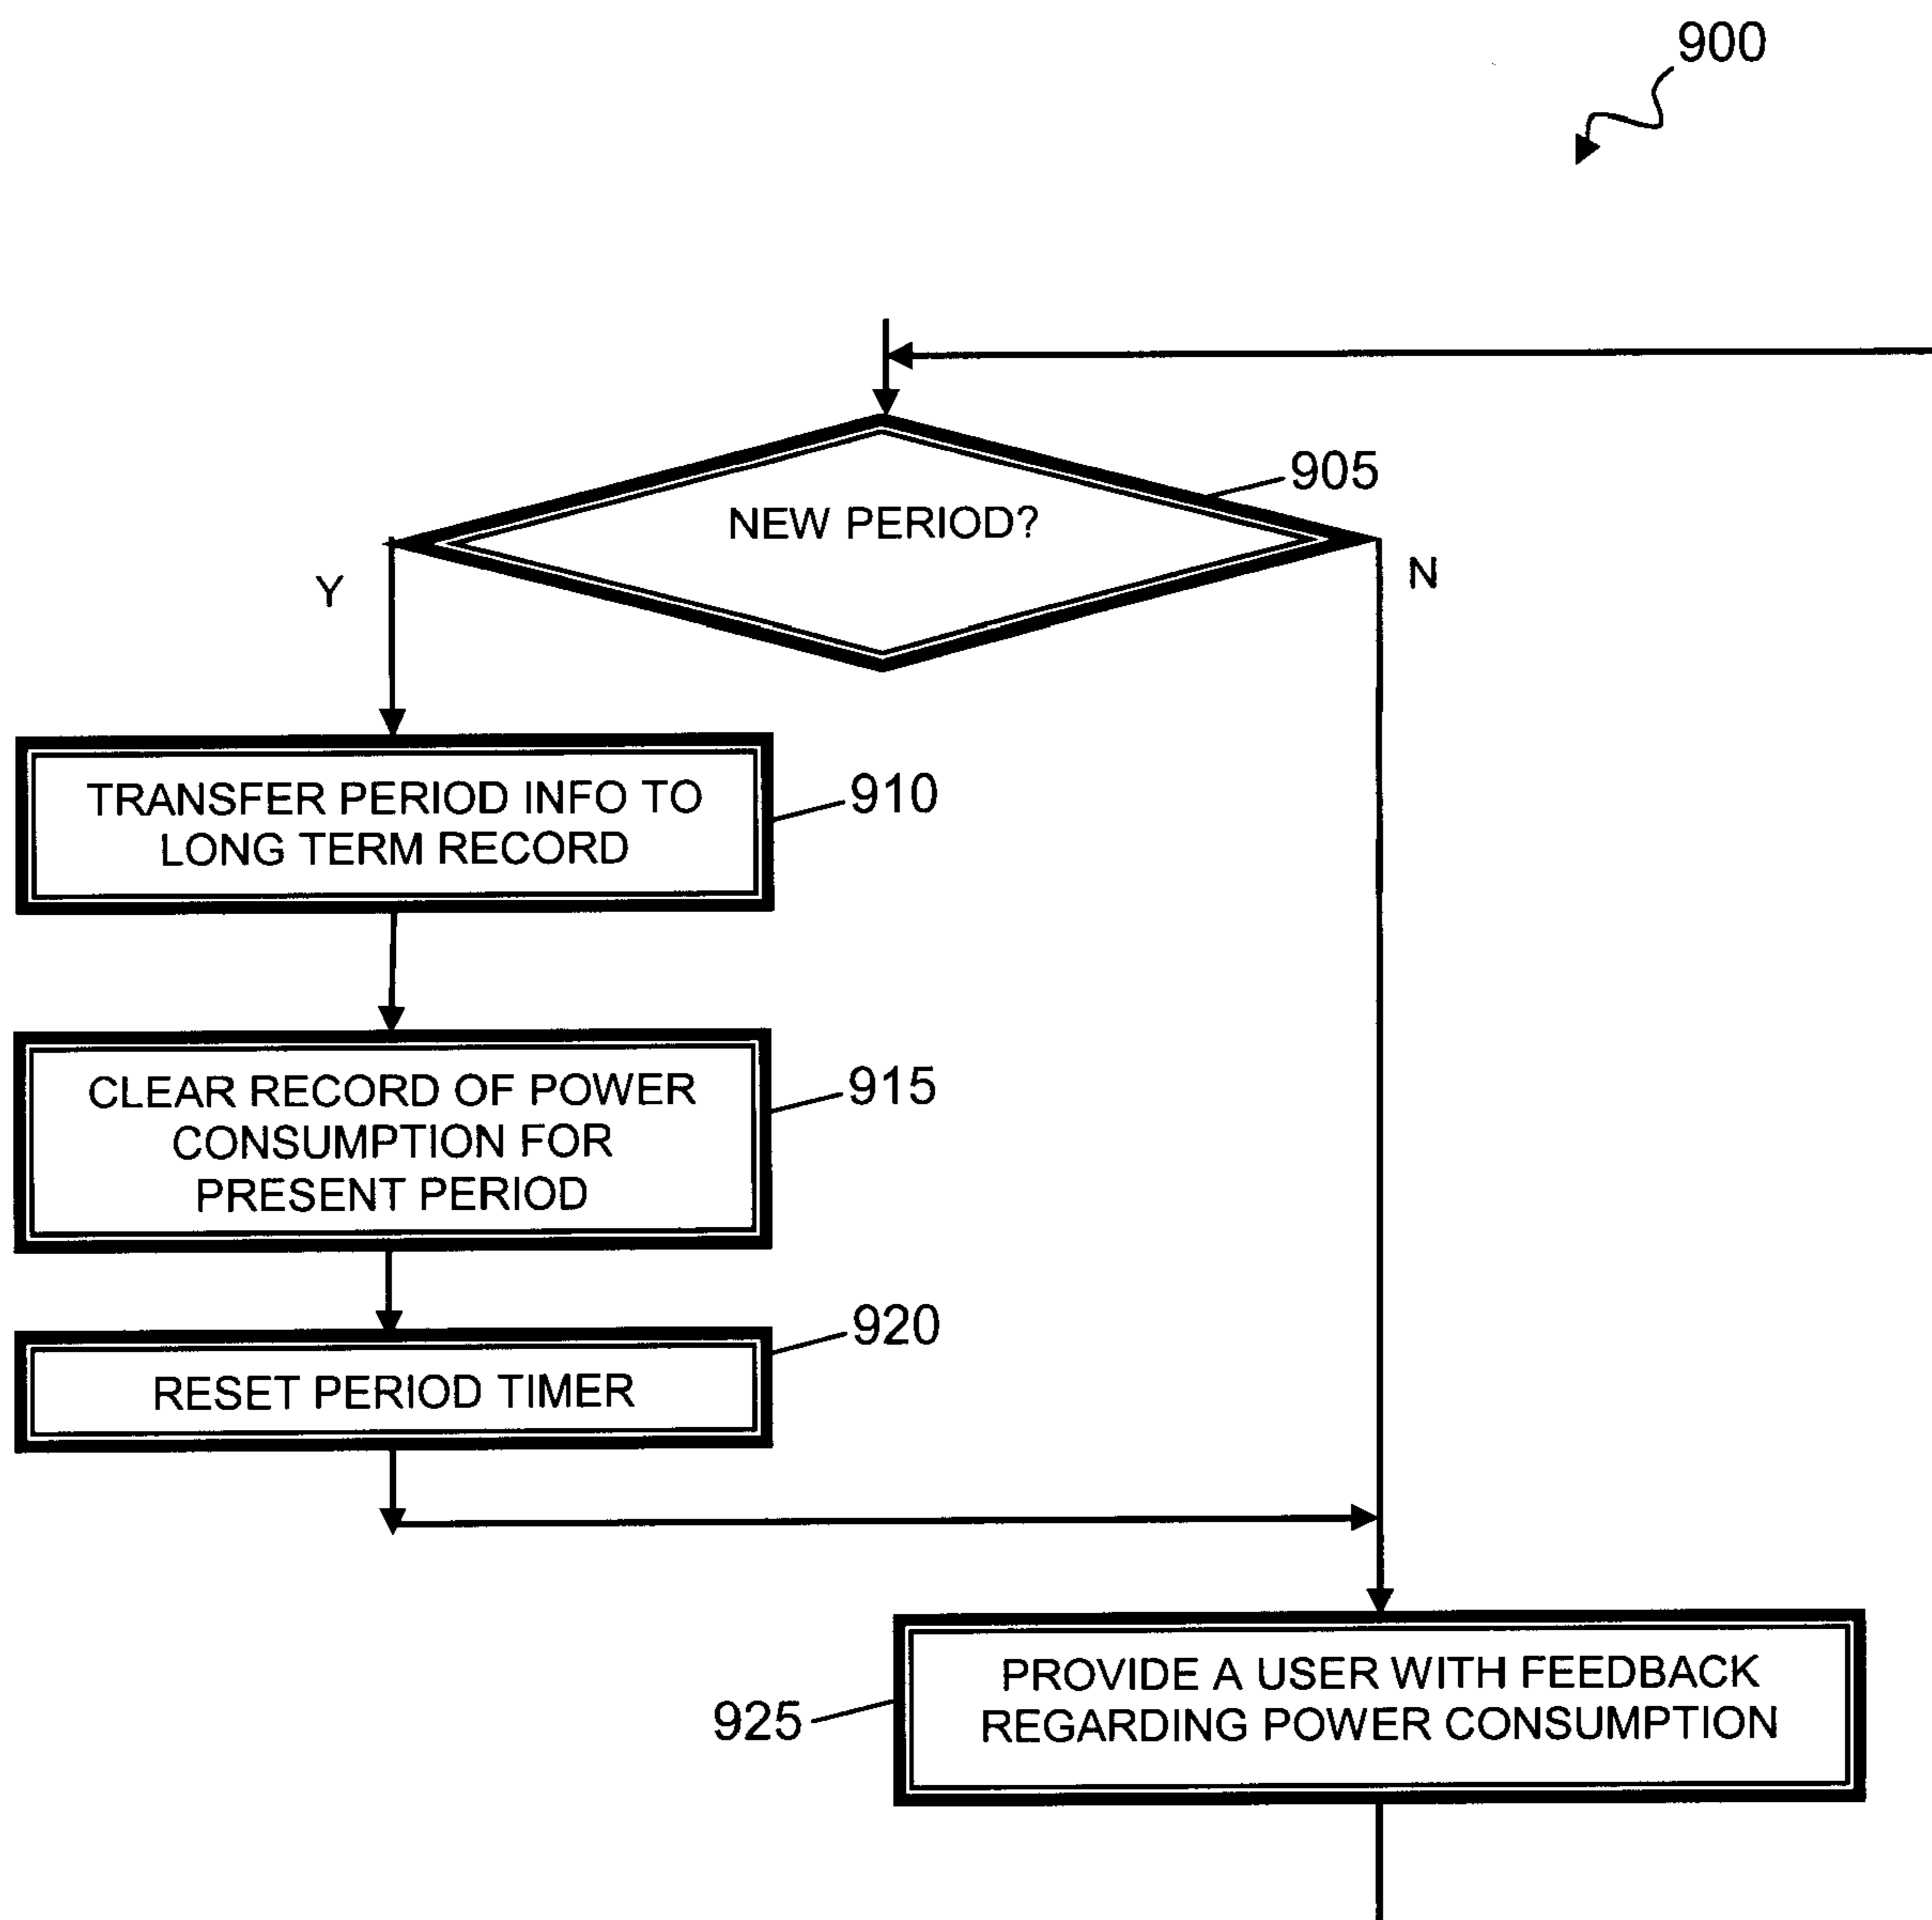 900
905
NEW PERIOD?
Y
N
TRANSFER PERIOD INFO TO
LONG TERM RECORD
910
CLEAR RECORD OF POWER
CONSUMPTION FOR
PRESENT PERIOD
915
920
RESET PERIOD TIMER
PROVIDE A USER WITH FEEDBACK
REGARDING POWER CONSUMPTION
925